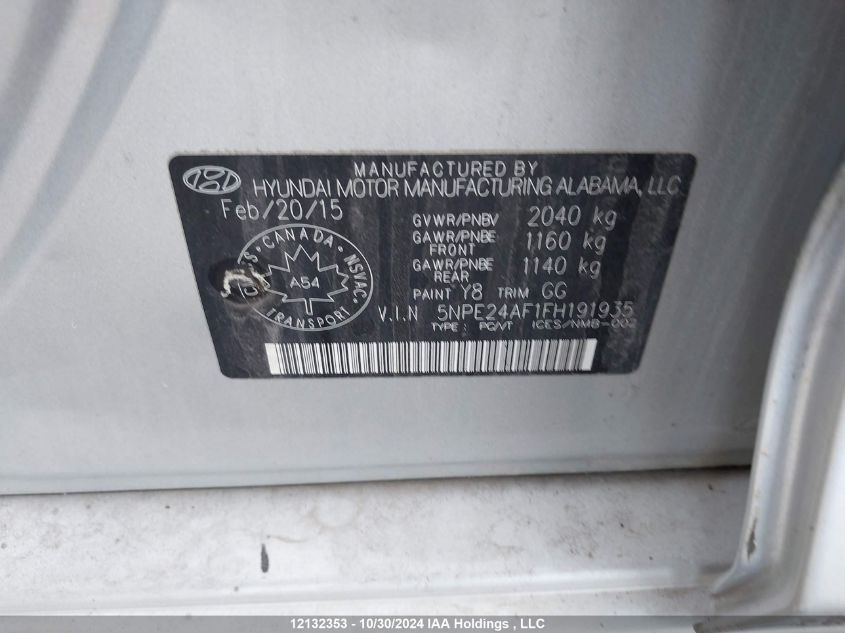 MANUFACTURED BY
HYUNDAI MOTOR MANUFACTURING ALABAMA, LLC
Feb/20/15
GVWR/PNBV 2040 kg
GAWR/PNBE FRONT 1160 kg
GAWR/PNBE REAR 1140 kg
PAINT Y8 TRIM GG
V.I.N 5NPE24AF1FH191935
TYPE : PC/VT ICES/NMB-002
CANADA
NSVAC
A54
TRANSPORT
12132353 - 10/30/2024 IAA Holdings , LLC